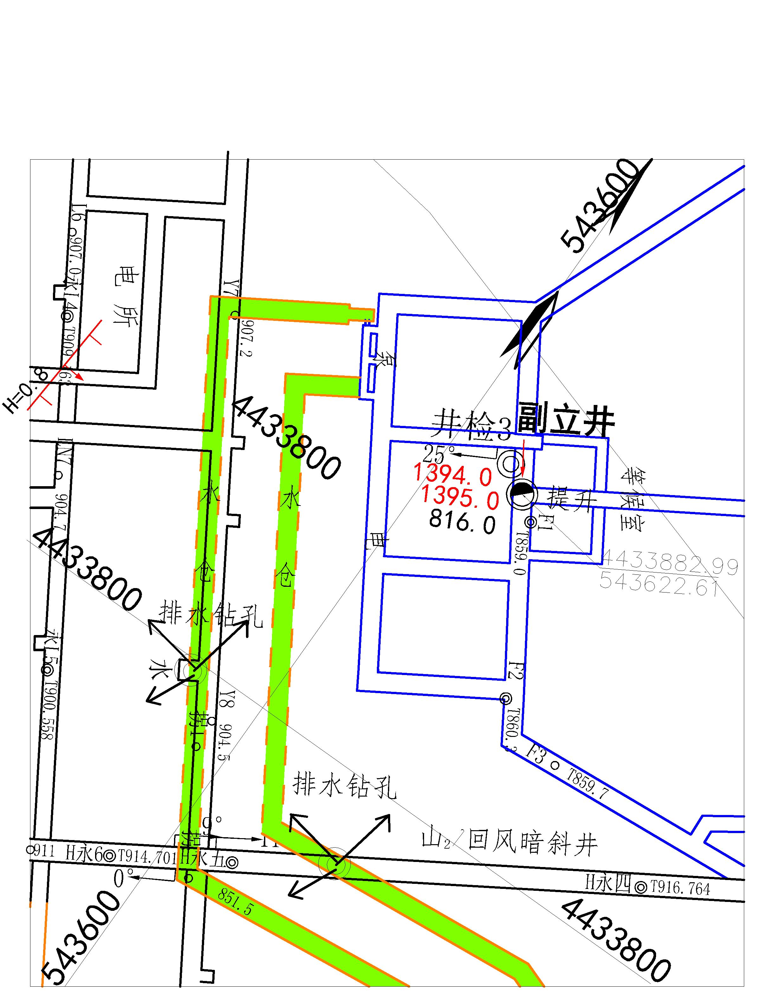 543600
L6
907.0
永L4
T909
电所
Y7
907.2
泵
H=0.8
4433800
井检3
副立井
25°
1394.0
1395.0
816.0
提升
等候室
F1
T859.0
4433882.99
543622.61
LN7
904.7
水仓
水仓
电
4433800
排水钻孔
永L5
T900.558
水
Y8
904.5
F2
T860.3
F3
T859.7
排水钻孔
9°
山₂回风暗斜井
911
H永6
T914.701
H永五
0°
851.5
H永四
T916.764
543600
4433800